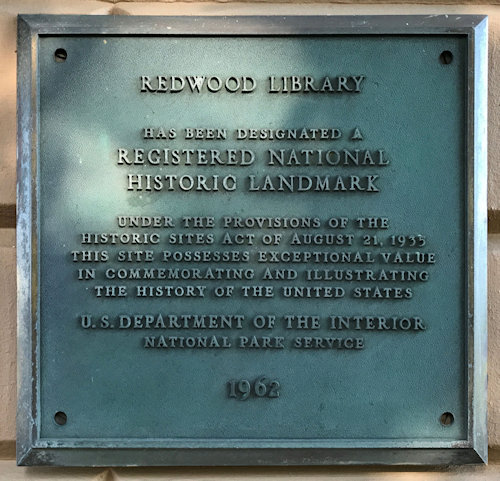 REDWOOD LIBRARY
HAS BEEN DESIGNATED A
REGISTERED NATIONAL
HISTORIC LANDMARK
UNDER THE PROVISIONS OF THE
HISTORIC SITES ACT OF AUGUST 21, 1935
THIS SITE POSSESSES EXCEPTIONAL VALUE
IN COMMEMORATING AND ILLUSTRATING
THE HISTORY OF THE UNITED STATES
U.S. DEPARTMENT OF THE INTERIOR
NATIONAL PARK SERVICE
1962